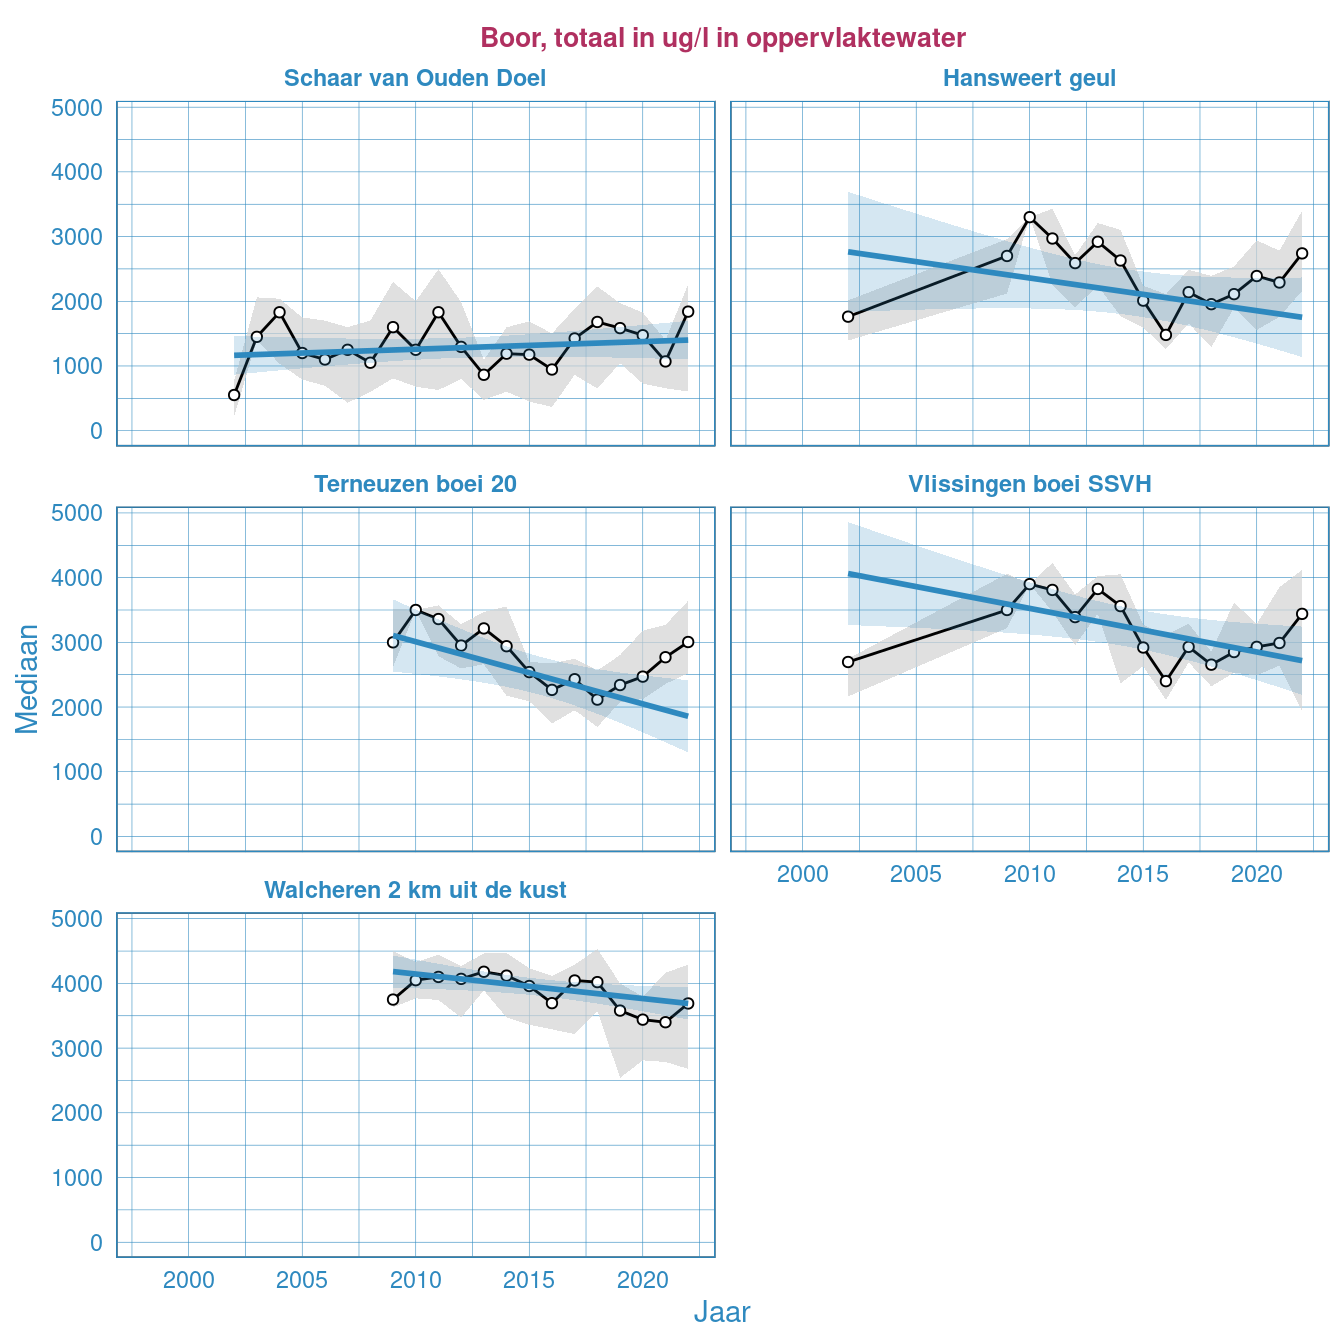 Boor, totaal in ug/l in oppervlaktewater
Schaar van Ouden Doel
Hansweert geul
5000
4000
3000
2000
1000
0
Terneuzen boei 20
Vlissingen boei SSVH
5000
4000
3000
2000
1000
0
Mediaan
2000 2005 2010 2015 2020
Walcheren 2 km uit de kust
5000
4000
3000
2000
1000
0
2000 2005 2010 2015 2020
Jaar